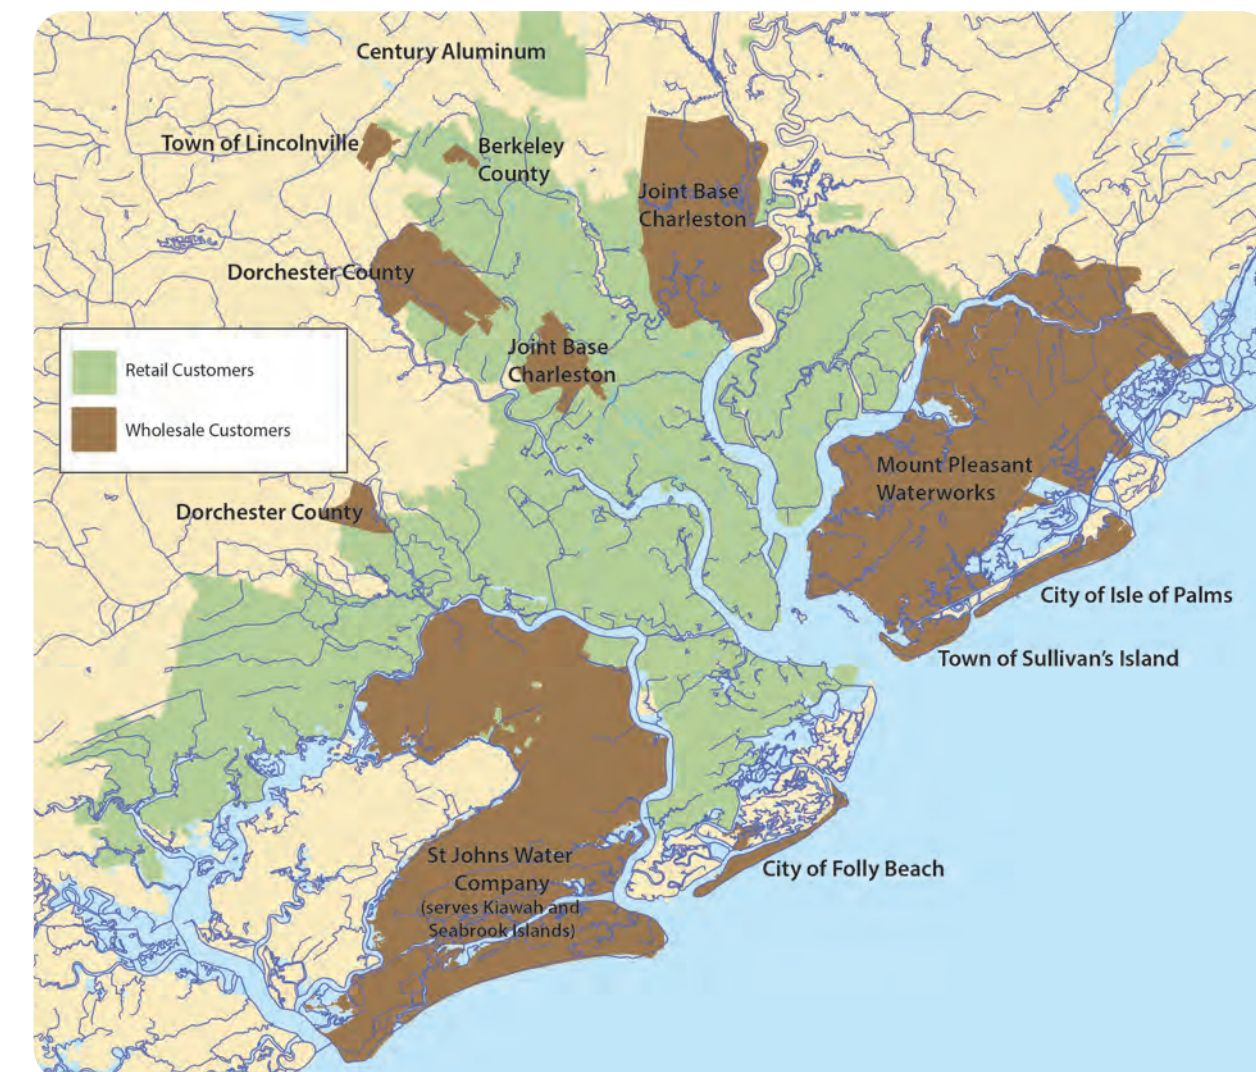 Century Aluminum
Town of Lincolnville
Berkeley
County
Joint Base
Charleston
Dorchester County
Joint Base
Charleston
Retail Customers
Wholesale Customers
Mount Pleasant
Waterworks
Dorchester County
City of Isle of Palms
Town of Sullivan's Island
St Johns Water
Company
(serves Kiawah and
Seabrook Islands)
City of Folly Beach